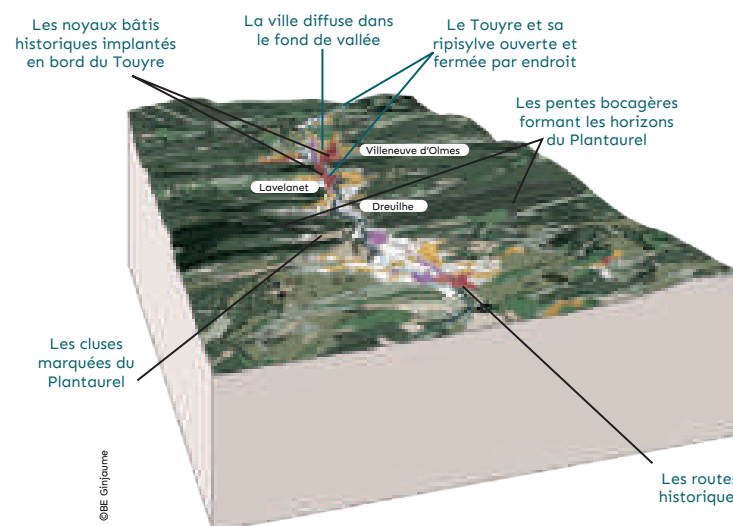 Les noyaux bâtis
historiques implantés
en bord du Touyre
La ville diffuse dans
le fond de vallée
Le Touyre et sa
ripisylve ouverte et
fermée par endroit
Les pentes bocagères
formant les horizons
du Plantaurel
Villeneuve d'Olmes
Lavelanet
Dreuilhe
Les cluses
marquées du
Plantaurel
Les routes
historique
©BE Ginjaume